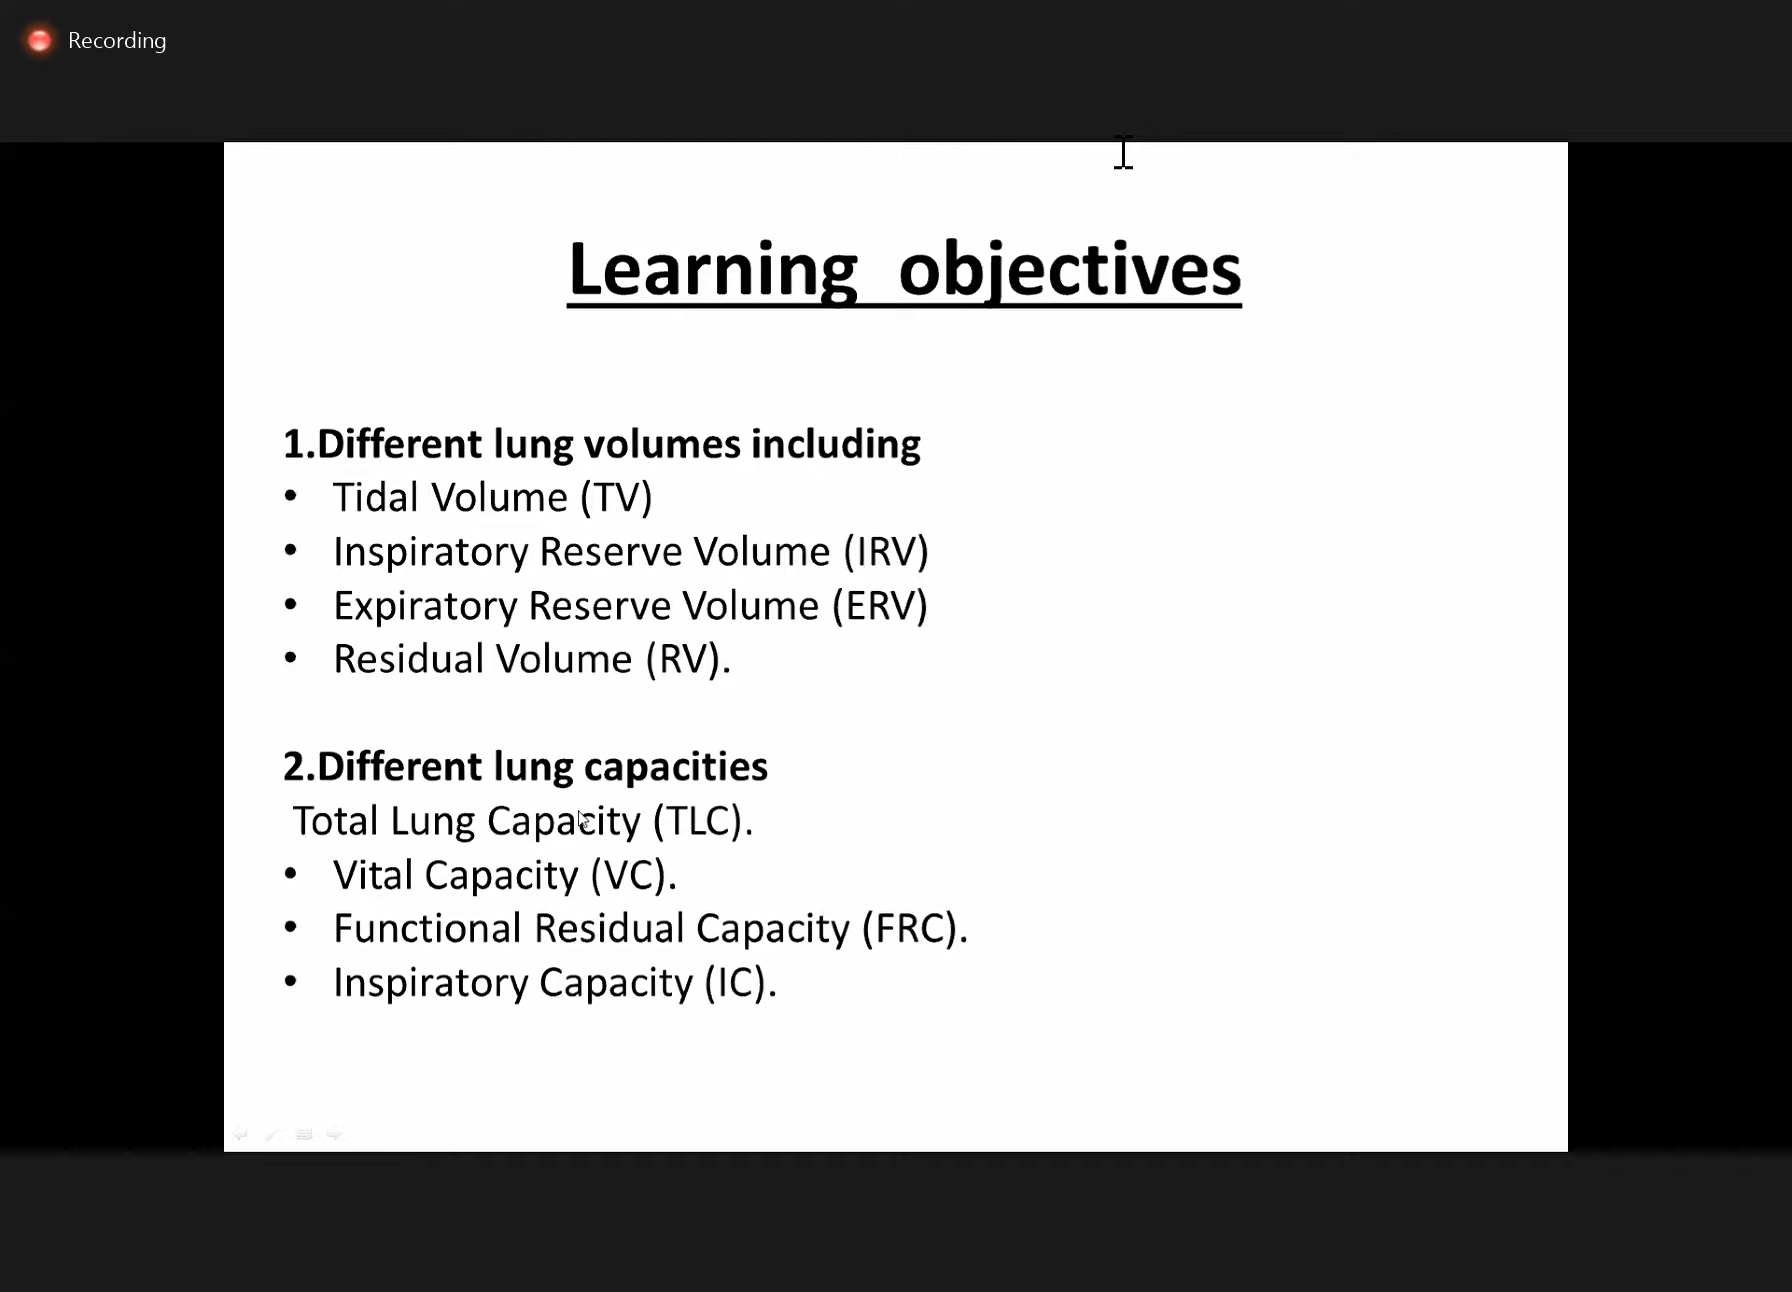 Recording
Learning objectives
1.Different lung volumes including
• Tidal Volume (TV)
• Inspiratory Reserve Volume (IRV)
• Expiratory Reserve Volume (ERV)
• Residual Volume (RV).
2.Different lung capacities
Total Lung Capacity (TLC).
• Vital Capacity (VC).
• Functional Residual Capacity (FRC).
• Inspiratory Capacity (IC).